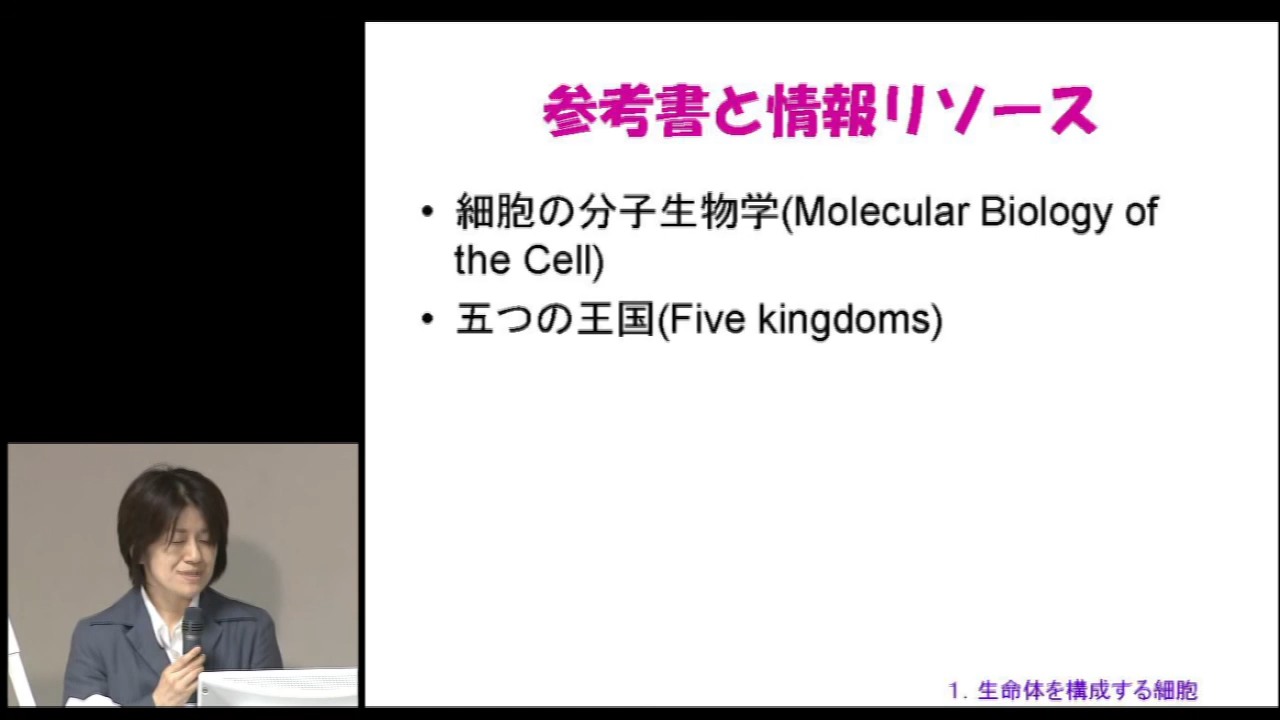 参考書と情報リソース
• 細胞の分子生物学(Molecular Biology of
the Cell)
• 五つの王国(Five kingdoms)
1. 生命体を構成する細胞